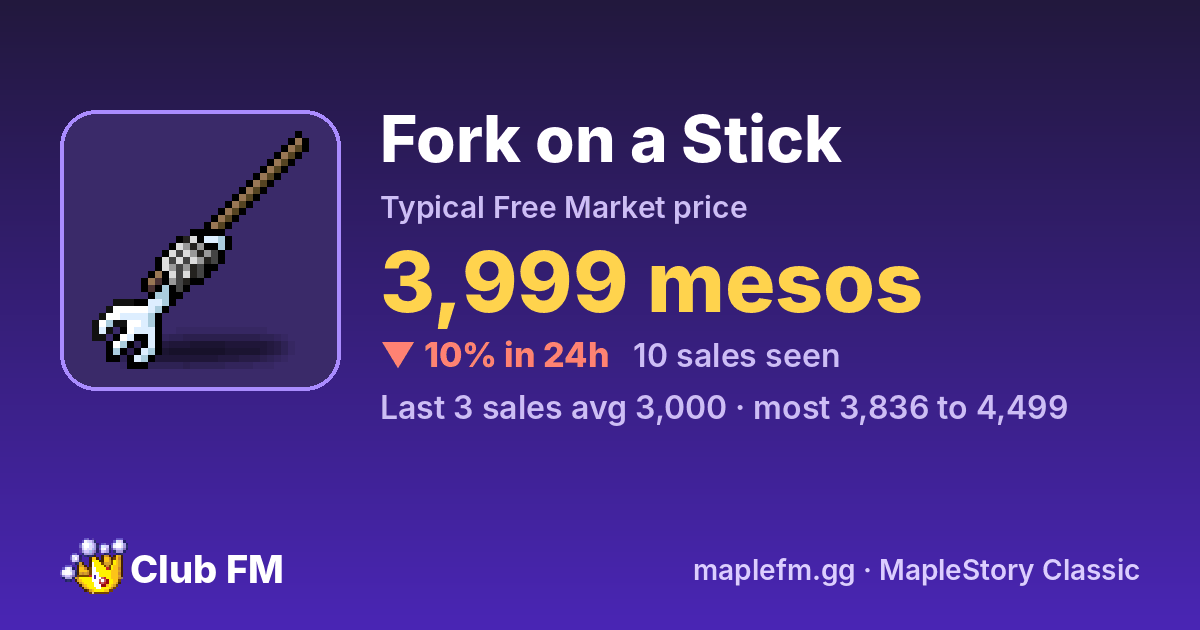 Fork on a Stick
Typical Free Market price
3,999 mesos
▼ 10% in 24h 10 sales seen
Last 3 sales avg 3,000 · most 3,836 to 4,499
Club FM
maplefm.gg · MapleStory Classic